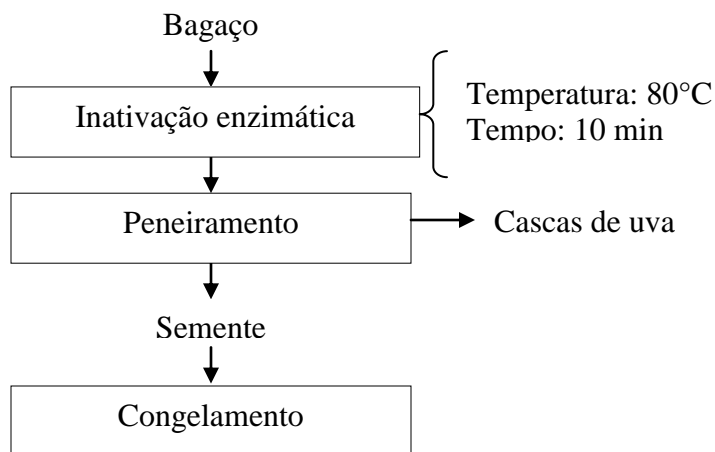 Bagaço
Inativação enzimática
Temperatura: 80°C
Tempo: 10 min
Peneiramento
Cascas de uva
Semente
Congelamento